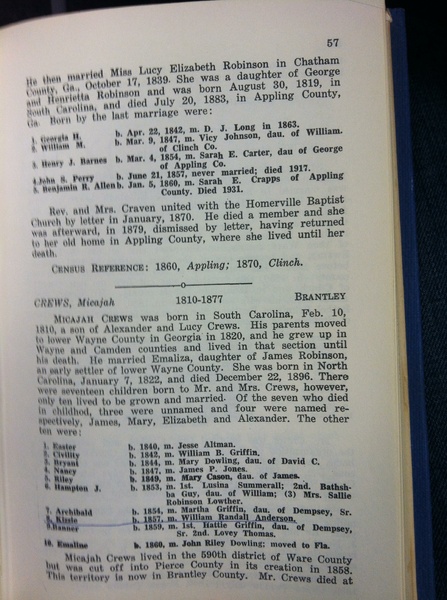 57
He then married Miss Lucy Elizabeth Robinson in Chatham
County, Ga., October 17, 1839. She was a daughter of George
and Henrietta Robinson and was born August 30, 1819, in
South Carolina, and died July 20, 1883, in Appling County,
Ga. Born by the last marriage were:
1. Georgia H. b. Apr. 22, 1842, m. D. J. Long in 1863.
2. William M. b. Mar. 9, 1847, m. Vicy Johnson, dau. of William.
of Clinch Co.
3. Henry J. Barnes b. Mar. 4, 1854, m. Sarah E. Carter, dau of George
of Appling Co.
4. John S. Perry b. June 21, 1857, never married; died 1917.
5. Benjamin H. Allen b. Jan. 5, 1860, m. Sarah E. Crapps of Appling
County. Died 1931.
Rev. and Mrs. Craven united with the Homerville Baptist
Church by letter in January, 1870. He died a member and she
was afterward, in 1879, dismissed by letter, having returned
to her old home in Appling County, where she lived until her
death.
CENSUS REFERENCE: 1860, Appling; 1870, Clinch.
CREWS, Micajah 1810-1877 BRANTLEY
MICAJAH CREWS was born in South Carolina, Feb. 10,
1810, a son of Alexander and Lucy Crews. His parents moved
to lower Wayne County in Georgia in 1820, and he grew up in
Wayne and Camden counties and lived in that section until
his death. He married Emaliza, daughter of James Robinson,
an early settler of lower Wayne County. She was born in North
Carolina, January 7, 1822, and died December 22, 1896. There
were seventeen children born to Mr. and Mrs. Crews, however,
only ten lived to be grown and married. Of the seven who died
in childhod, three were unnamed and four were named re-
spectively, James, Mary, Elizabeth and Alexander. The other
ten were:
1. Easter b. 1840, m. Jesse Altman.
2. Civility b. 1842, m. William B. Griffin.
3. Bryant b. 1844, m. Mary Dowling, dau. of David C.
4. Nancy b. 1847, m. James P. Jones.
5. Riley b. 1849, m. Mary Cason, dau. of James.
6. Hampton J. b. 1853, m. 1st. Lusina Summerall; 2nd. Bathsh-
ba Guy, dau. of William; (3) Mrs. Sallie
Robinson Lowther.
7. Archibald b. 1854, m. Martha Griffin, dau. of Dempsey, Sr.
8. Kizzie b. 1857, m. William Randall Anderson.
b. 1859, m. 1st, Hattie Griffin, dau. of Dempsey,
Sr. 2nd. Lovey Thomas.
10. Emaline b. 1860, m. John Riley Dowling; moved to Fla.
Micajah Crews lived in the 590th district of Ware County
but was cut off into Pierce County in its creation in 1858.
This territory is now in Brantley County. Mr. Crews died at